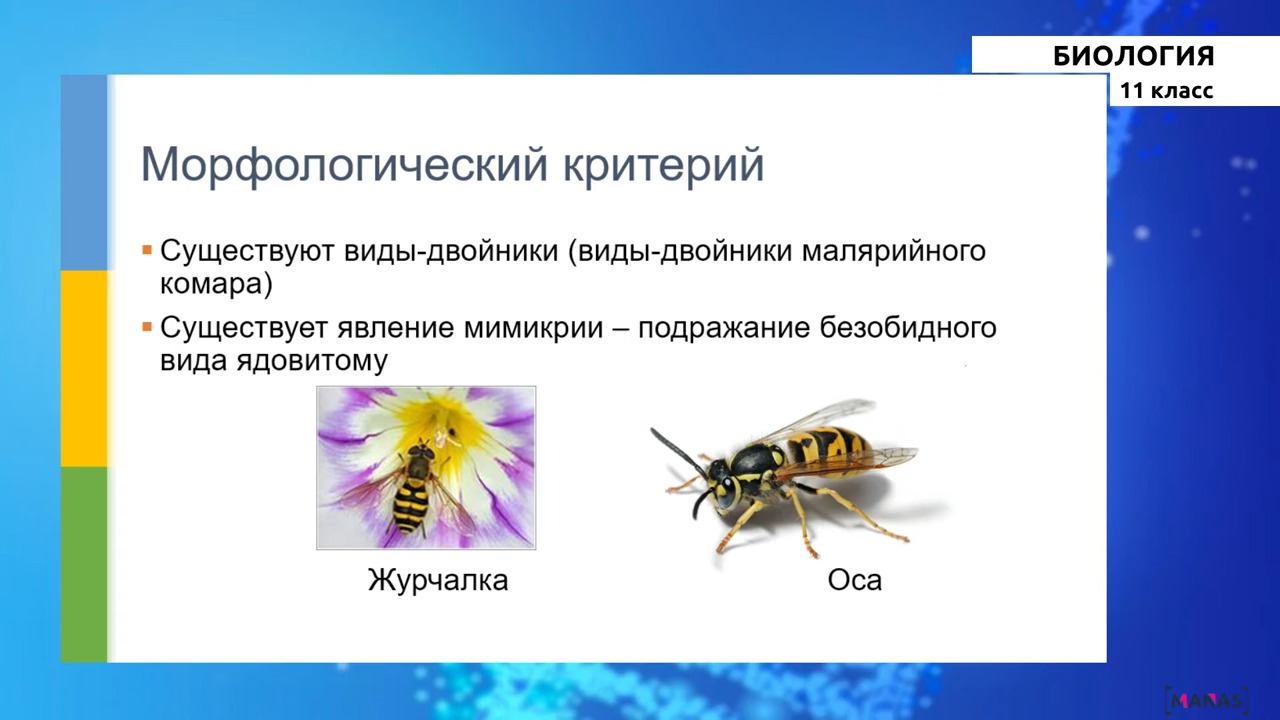 БИОЛОГИЯ
11 класс
Морфологический критерий
Существуют виды-двойники (виды-двойники малярийного
комара)
Существует явление мимикрии – подражание безобидного
вида ядовитому
Журчалка
Оса
MANAS